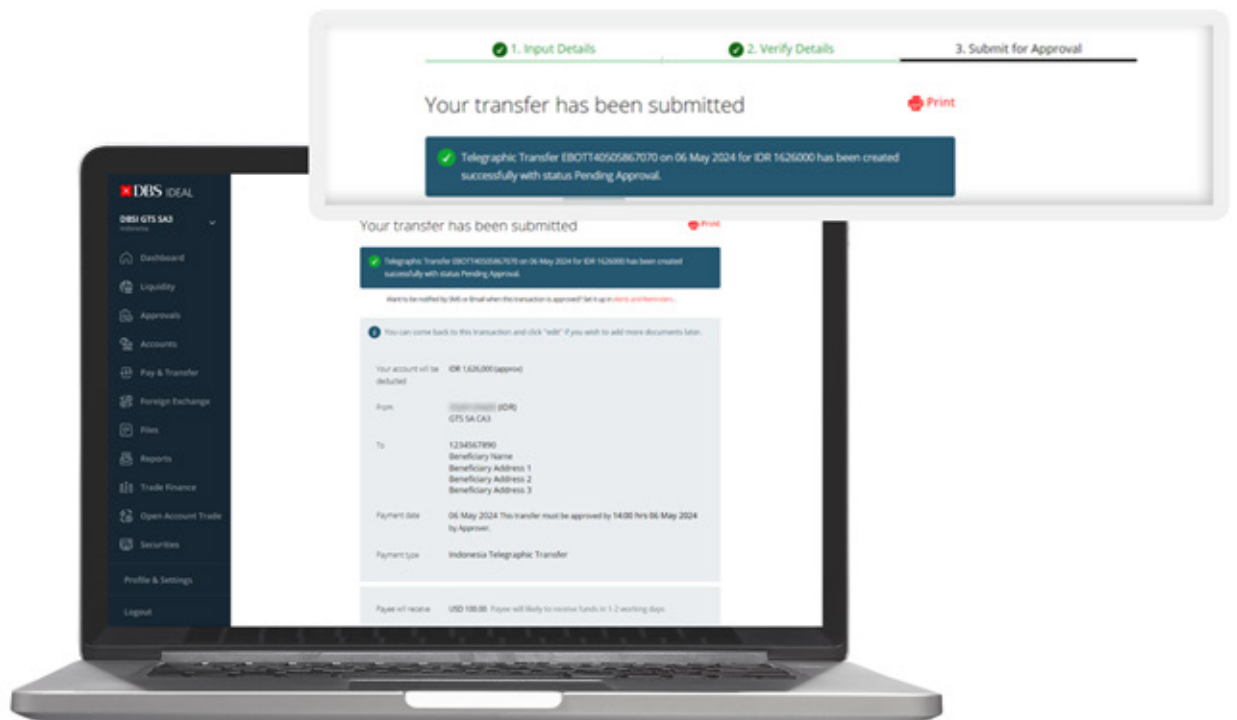 1. Input Details
2. Verify Details
3. Submit for Approval
Your transfer has been submitted
Print
Telegraphic Transfer EBOTT40505867070 on 06 May 2024 for IDR 1626000 has been created
successfully with status Pending Approval.
DBS IDEAL
DBSI GTS SA3
Indonesia
Dashboard
Liquidity
Approvals
Accounts
Pay & Transfer
Foreign Exchange
Files
Reports
Trade Finance
Open Account Trade
Securities
Profile & Settings
Logout
Your transfer has been submitted
Print
Telegraphic Transfer EBOTT40505867070 on 06 May 2024 for IDR 1626000 has been created
successfully with status Pending Approval.
Want to be notified by SMS or Email when this transaction is approved? Set it up in Alerts and Reminders.
You can come back to this transaction and click "edit" if you wish to add more documents later.
Your account will be
deducted
IDR 1,626,000 (approx)
From
(IDR)
GTS SA CA3
To
1234567890
Beneficiary Name
Beneficiary Address 1
Beneficiary Address 2
Beneficiary Address 3
Payment date
06 May 2024 This transfer must be approved by 14:00 hrs 06 May 2024
by Approver.
Payment type
Indonesia Telegraphic Transfer
Payee will receive
USD 100.00 Payee will likely to receive funds in 1-2 working days